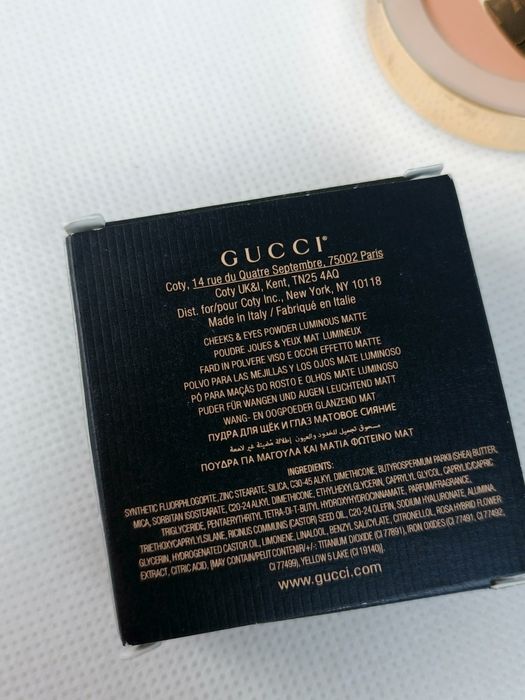 GUCCI®
Coty, 14 rue du Quatre Septembre, 75002 Paris
Coty UK&I, Kent, TN25 4AQ
Dist. for/pour Coty Inc., New York, NY 10118
Made in Italy / Fabriqué en Italie
CHEEKS & EYES POWDER LUMINOUS MATTE
POUDRE JOUES & YEUX MAT LUMINEUX
FARD IN POLVERE VISO E OCCHI EFFETTO MATTE
POLVO PARA LAS MEJILLAS Y LOS OJOS MATE LUMINOSO
PÓ PARA MAÇÃS DO ROSTO E OLHOS MATE LUMINOSO
PUDER FÜR WANGEN UND AUGEN LEUCHTEND MATT
WANG- EN OOGPOEDER GLANZEND MAT
ПУДРА ДЛЯ ЩЁК И ГЛАЗ МАТОВОЕ СИЯНИЕ
مسحوق تجميل للخدود والعيون إطلالة مضيئة غير لامعة
ΠΟΥΔΡΑ ΓΙΑ ΜΑΓΟΥΛΑ ΚΑΙ ΜΑΤΙΑ ΦΩΤΕΙΝΟ ΜΑΤ
INGREDIENTS:
SYNTHETIC FLUORPHLOGOPITE, ZINC STEARATE, SILICA, C30-45 ALKYL DIMETHICONE, BUTYROSPERMUM PARKII (SHEA) BUTTER,
MICA, SORBITAN ISOSTEARATE, C20-24 ALKYL DIMETHICONE, ETHYLHEXYLGLYCERIN, CAPRYLYL GLYCOL, CAPRYLIC/CAPRIC
TRIGLYCERIDE, PENTAERYTHRITYL TETRA-DI-T-BUTYL HYDROXYHYDROCINNAMATE, PARFUM/FRAGRANCE,
TRIETHOXYCAPRYLYLSILANE, RICINUS COMMUNIS (CASTOR) SEED OIL, C20-24 OLEFIN, SODIUM HYALURONATE, ALUMINA,
GLYCERIN, HYDROGENATED CASTOR OIL, LIMONENE, LINALOOL, BENZYL SALICYLATE, CITRONELLOL, ROSA HYBRID FLOWER
EXTRACT, CITRIC ACID, [MAY CONTAIN/PEUT CONTENIR/+/-: TITANIUM DIOXIDE (CI 77891), IRON OXIDES (CI 77491, CI 77492,
CI 77499), YELLOW 5 LAKE (CI 19140)].
www.gucci.com